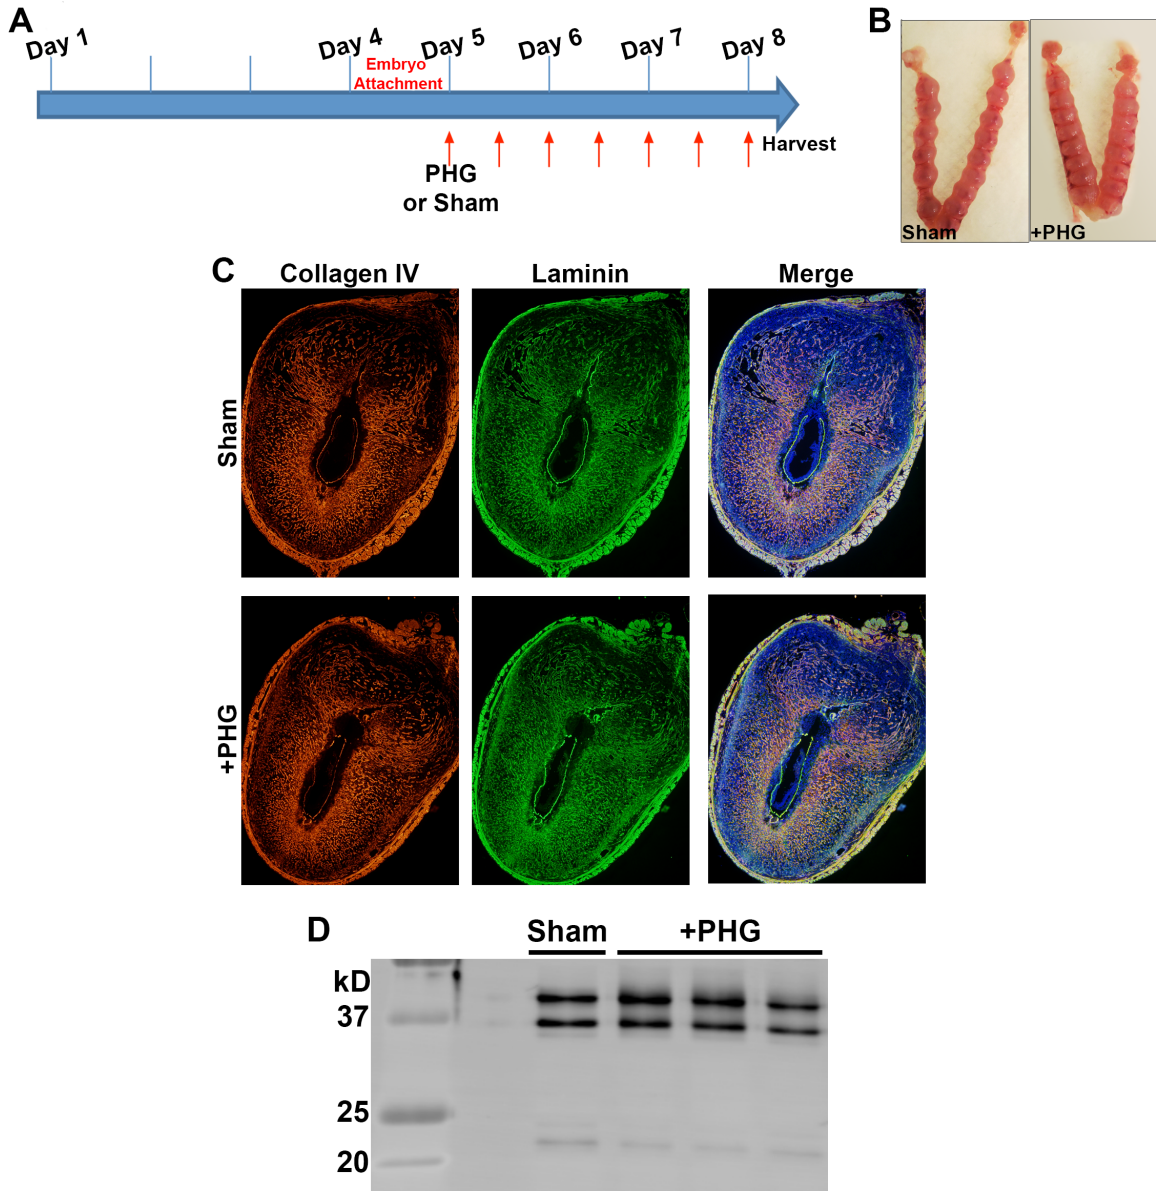 A
Day 1
Day 4
Day 5
Day 6
Day 7
Day 8
Embryo
Attachment
Harvest
PHG
or Sham
B
Sham
+PHG
C
Collagen IV
Laminin
Merge
Sham
+PHG
D
Sham
+PHG
kD
37
25
20